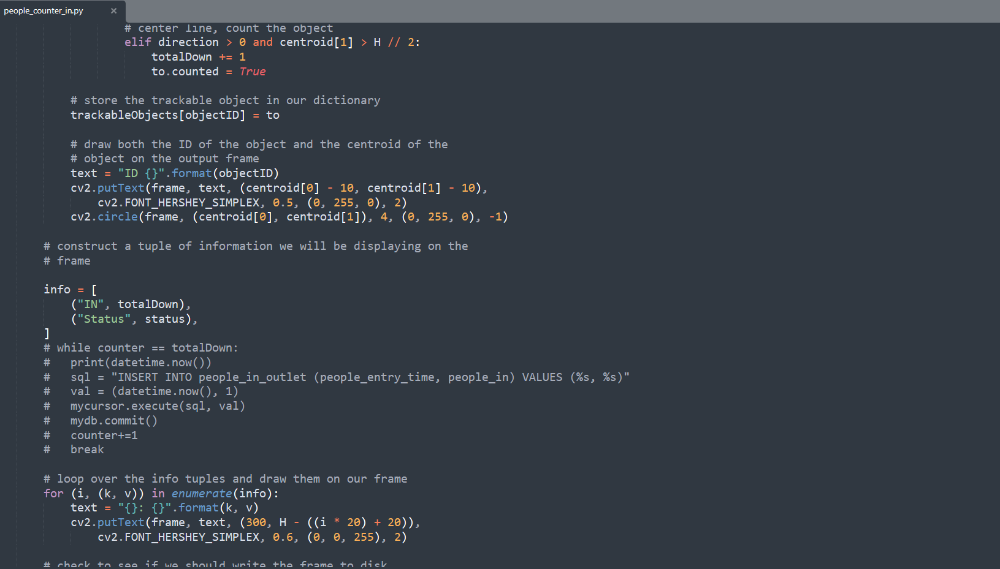 people_counter_in.py ×
# center line, count the object
elif direction > 0 and centroid[1] > H // 2:
totalDown += 1
to.counted = True
# store the trackable object in our dictionary
trackableObjects[objectID] = to
# draw both the ID of the object and the centroid of the
# object on the output frame
text = "ID {}".format(objectID)
cv2.putText(frame, text, (centroid[0] - 10, centroid[1] - 10),
cv2.FONT_HERSHEY_SIMPLEX, 0.5, (0, 255, 0), 2)
cv2.circle(frame, (centroid[0], centroid[1]), 4, (0, 255, 0), -1)
# construct a tuple of information we will be displaying on the
# frame
info = [
("IN", totalDown),
("Status", status),
]
# while counter == totalDown:
#   print(datetime.now())
#   sql = "INSERT INTO people_in_outlet (people_entry_time, people_in) VALUES (%s, %s)"
#   val = (datetime.now(), 1)
#   mycursor.execute(sql, val)
#   mydb.commit()
#   counter+=1
#   break
# loop over the info tuples and draw them on our frame
for (i, (k, v)) in enumerate(info):
text = "{}: {}".format(k, v)
cv2.putText(frame, text, (300, H - ((i * 20) + 20)),
cv2.FONT_HERSHEY_SIMPLEX, 0.6, (0, 0, 255), 2)
# check to see if we should write the frame to disk